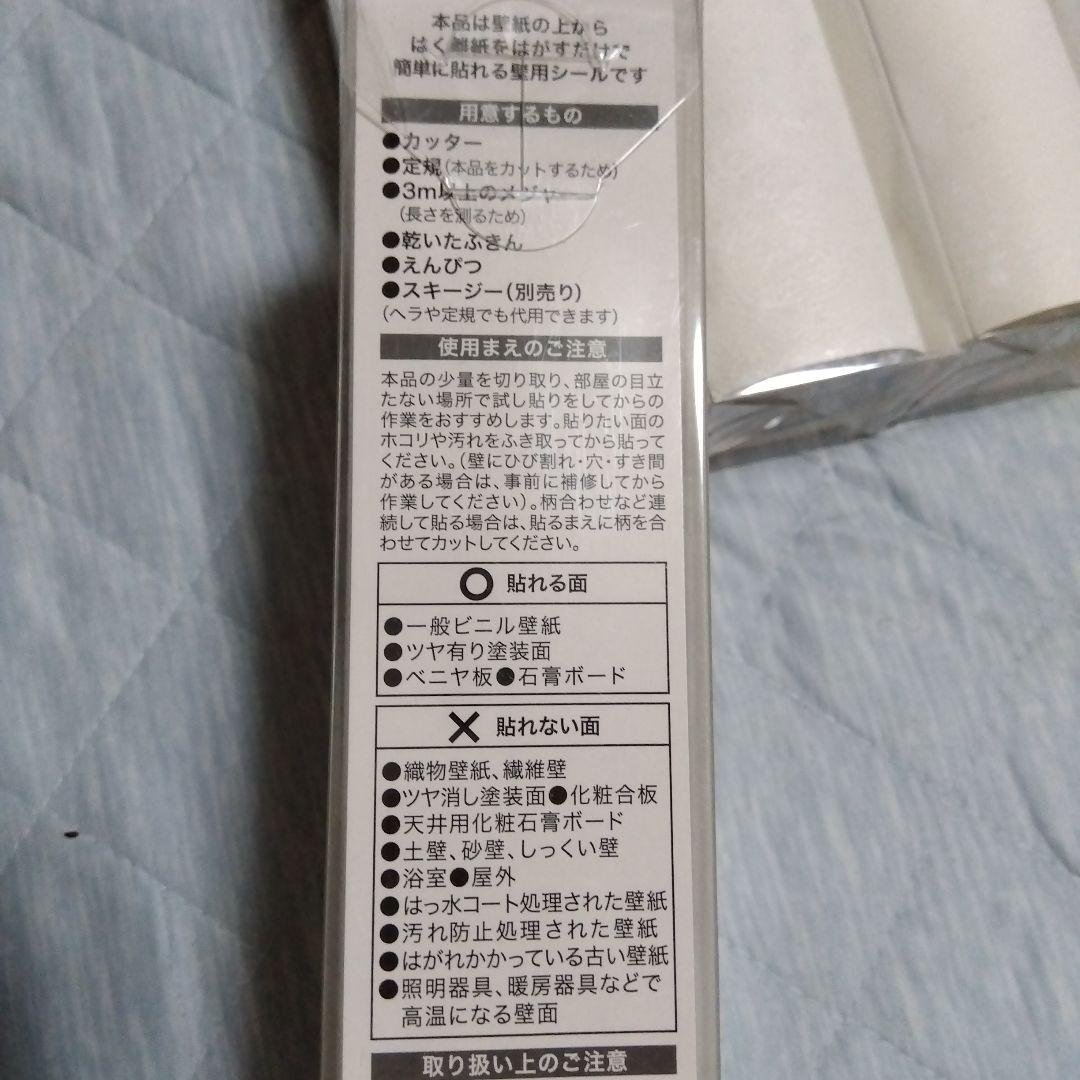 本品は壁紙の上から
はく離紙をはがすだけで
簡単に貼れる壁用シールです
用意するもの
●カッター
●定規(本品をカットするため)
●3m以上のメジャー
(長さを測るため)
●乾いたふきん
●えんぴつ
●スキージー(別売り)
(ヘラや定規でも代用できます)
使用まえのご注意
本品の少量を切り取り、部屋の目立
たない場所で試し貼りをしてからの
作業をおすすめします。貼りたい面の
ホコリや汚れをふき取ってから貼って
ください。(壁にひび割れ・穴・すき間
がある場合は、事前に補修してから
作業してください)。柄合わせなど連
続して貼る場合は、貼るまえに柄を合
わせてカットしてください。
○ 貼れる面
●一般ビニル壁紙
●ツヤ有り塗装面
●ベニヤ板●石膏ボード
× 貼れない面
●織物壁紙、繊維壁
●ツヤ消し塗装面●化粧合板
●天井用化粧石膏ボード
●土壁、砂壁、しっくい壁
●浴室●屋外
●はっ水コート処理された壁紙
●汚れ防止処理された壁紙
●はがれかかっている古い壁紙
●照明器具、暖房器具などで
高温になる壁面
取り扱い上のご注意